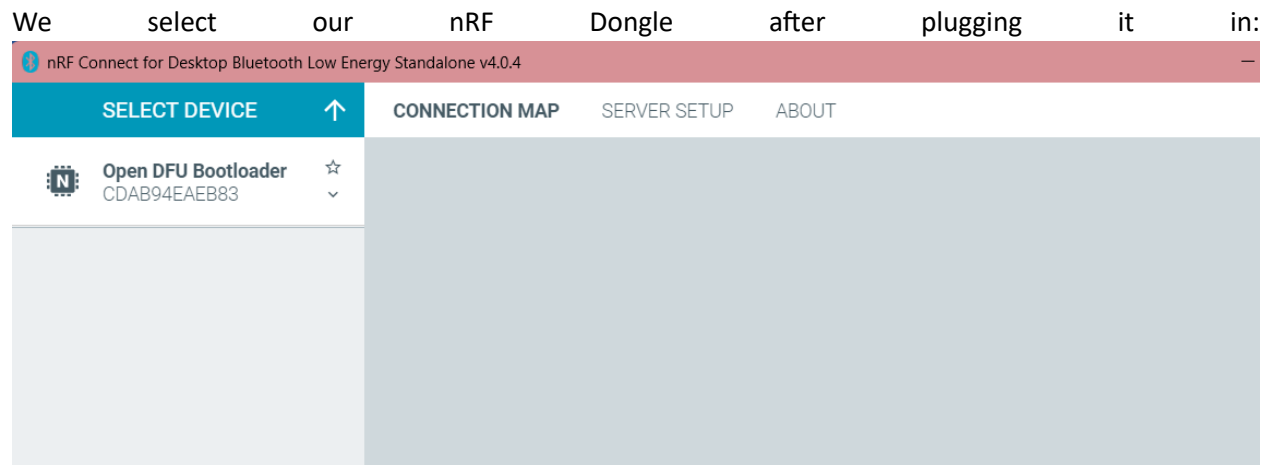 We select our nRF Dongle after plugging it in:
nRF Connect for Desktop Bluetooth Low Energy Standalone v4.0.4
SELECT DEVICE CONNECTION MAP SERVER SETUP ABOUT
Open DFU Bootloader
CDAB94EAEB83